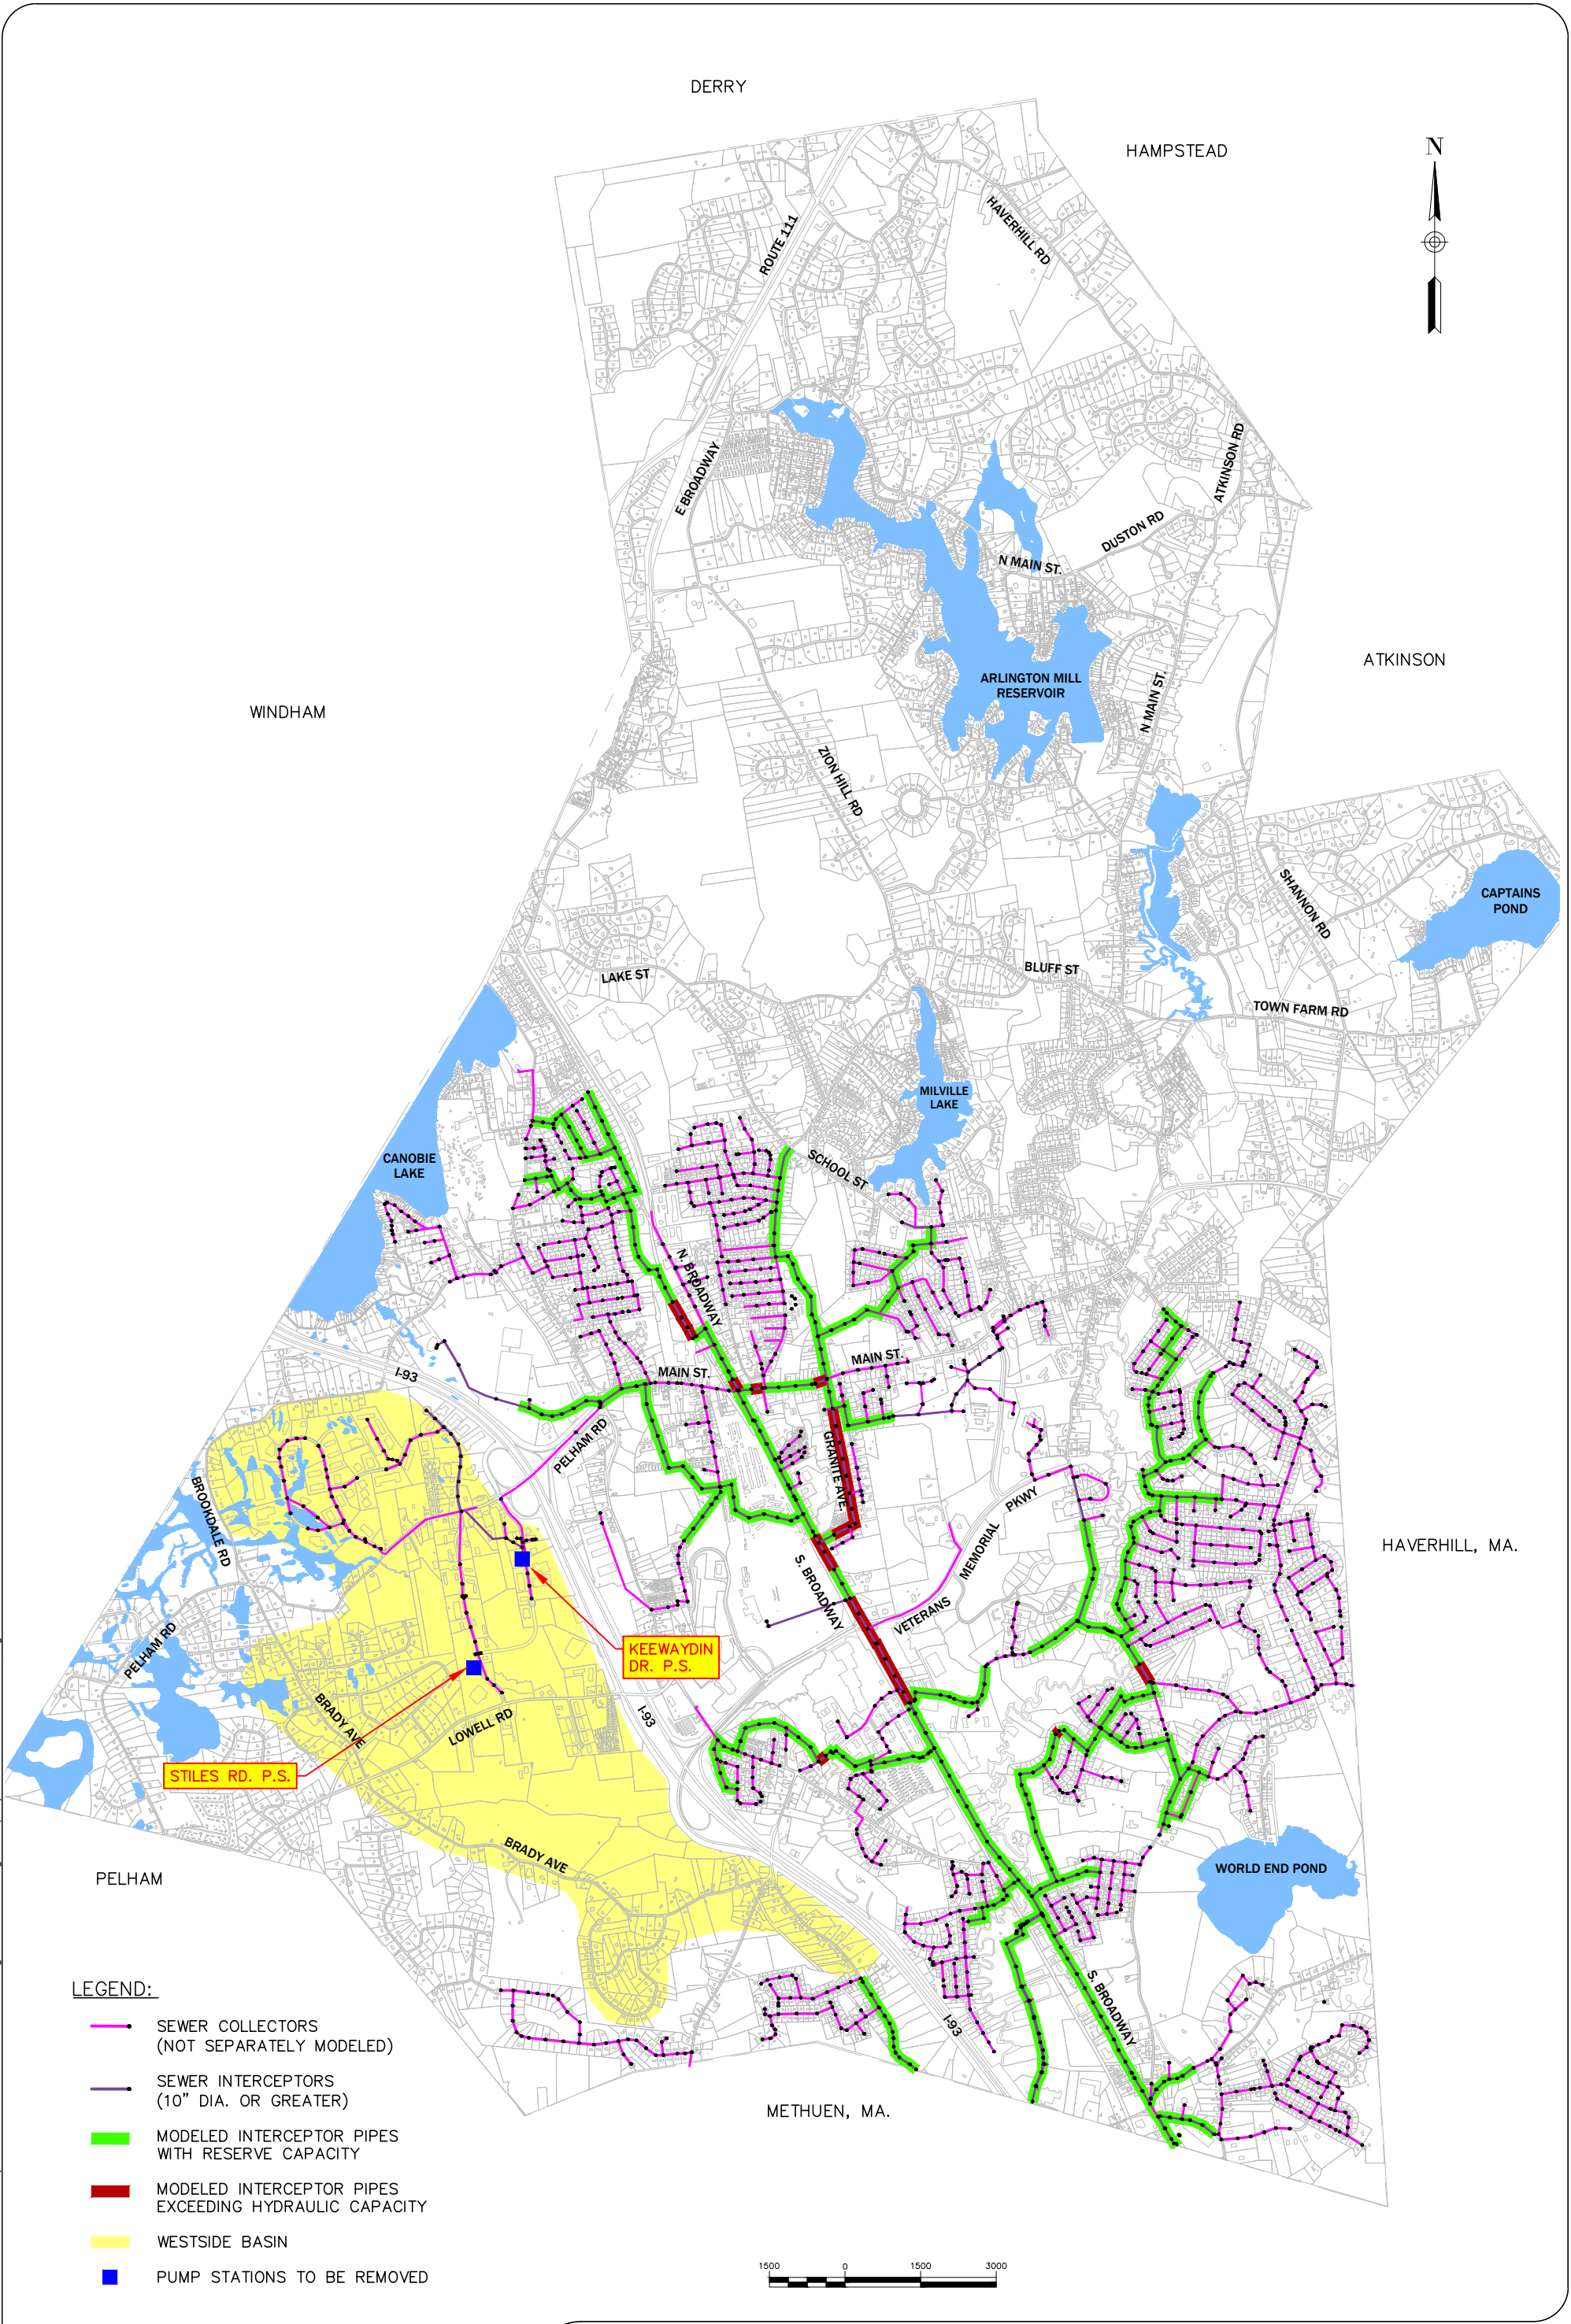 DERRY
HAMPSTEAD
N
HAVERHILL RD
ROUTE 111
E BROADWAY
ATKINSON RD
DUSTON RD
N MAIN ST.
ATKINSON
ARLINGTON MILL
RESERVOIR
N MAIN ST.
WINDHAM
ZION HILL RD
SHANNON RD
CAPTAINS
POND
LAKE ST
BLUFF ST
TOWN FARM RD
MILVILLE
LAKE
CANOBIE
LAKE
SCHOOL ST
N. BROADWAY
MAIN ST.
MAIN ST.
I-93
PELHAM RD
GRANITE AVE.
BROOKDALE RD
MEMORIAL
PKWY
HAVERHILL, MA.
S. BROADWAY
VETERANS
PELHAM RD
KEEWAYDIN
DR. P.S.
BRADY AVE
LOWELL RD
I-93
STILES RD. P.S.
BRADY AVE
WORLD END POND
PELHAM
S. BROADWAY
I-93
METHUEN, MA.
LEGEND:
SEWER COLLECTORS
(NOT SEPARATELY MODELED)
SEWER INTERCEPTORS
(10" DIA. OR GREATER)
MODELED INTERCEPTOR PIPES
WITH RESERVE CAPACITY
MODELED INTERCEPTOR PIPES
EXCEEDING HYDRAULIC CAPACITY
WESTSIDE BASIN
PUMP STATIONS TO BE REMOVED
1500 0 1500 3000